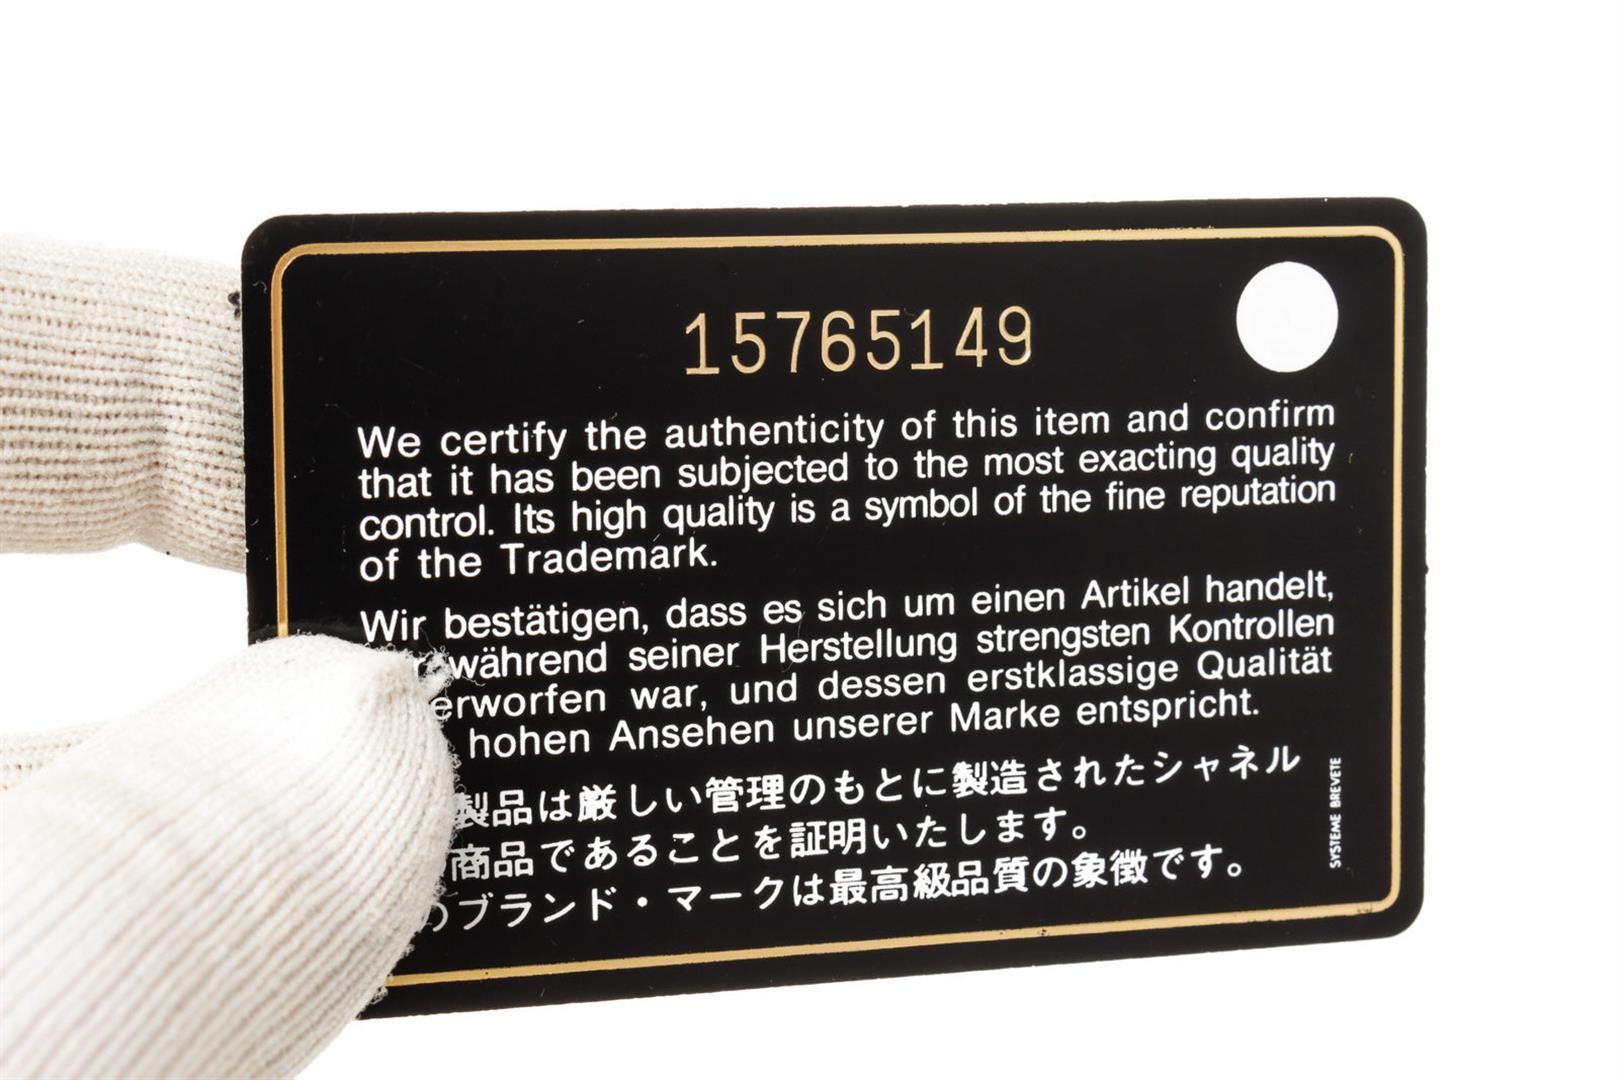 15765149
We certify the authenticity of this item and confirm
that it has been subjected to the most exacting quality
control. Its high quality is a symbol of the fine reputation
of the Trademark.
Wir bestätigen, dass es sich um einen Artikel handelt,
während seiner Herstellung strengsten Kontrollen
erworfen war, und dessen erstklassige Qualität
hohen Ansehen unserer Marke entspricht.
製品は厳しい管理のもとに製造されたシャネル
商品であることを証明いたします。
のブランド・マークは最高級品質の象徴です。
SYSTEME BREVETE